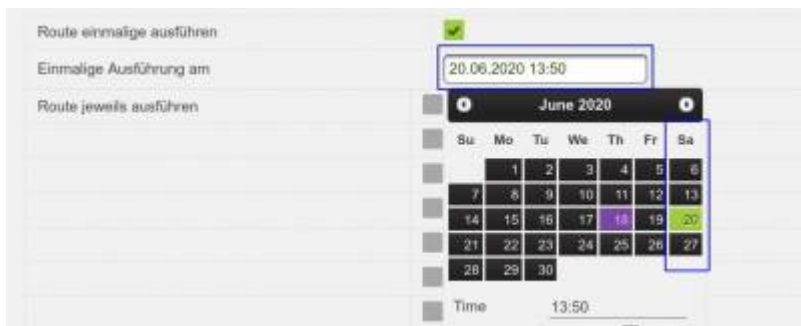 Route einmalige ausführen
Einmalige Ausführung am
20.06.2020 13:50
Route jeweils ausführen
June 2020
Su Mo Tu We Th Fr Sa
1 2 3 4 5 6
7 8 9 10 11 12 13
14 15 16 17 18 19 20
21 22 23 24 25 26 27
28 29 30
Time 13:50